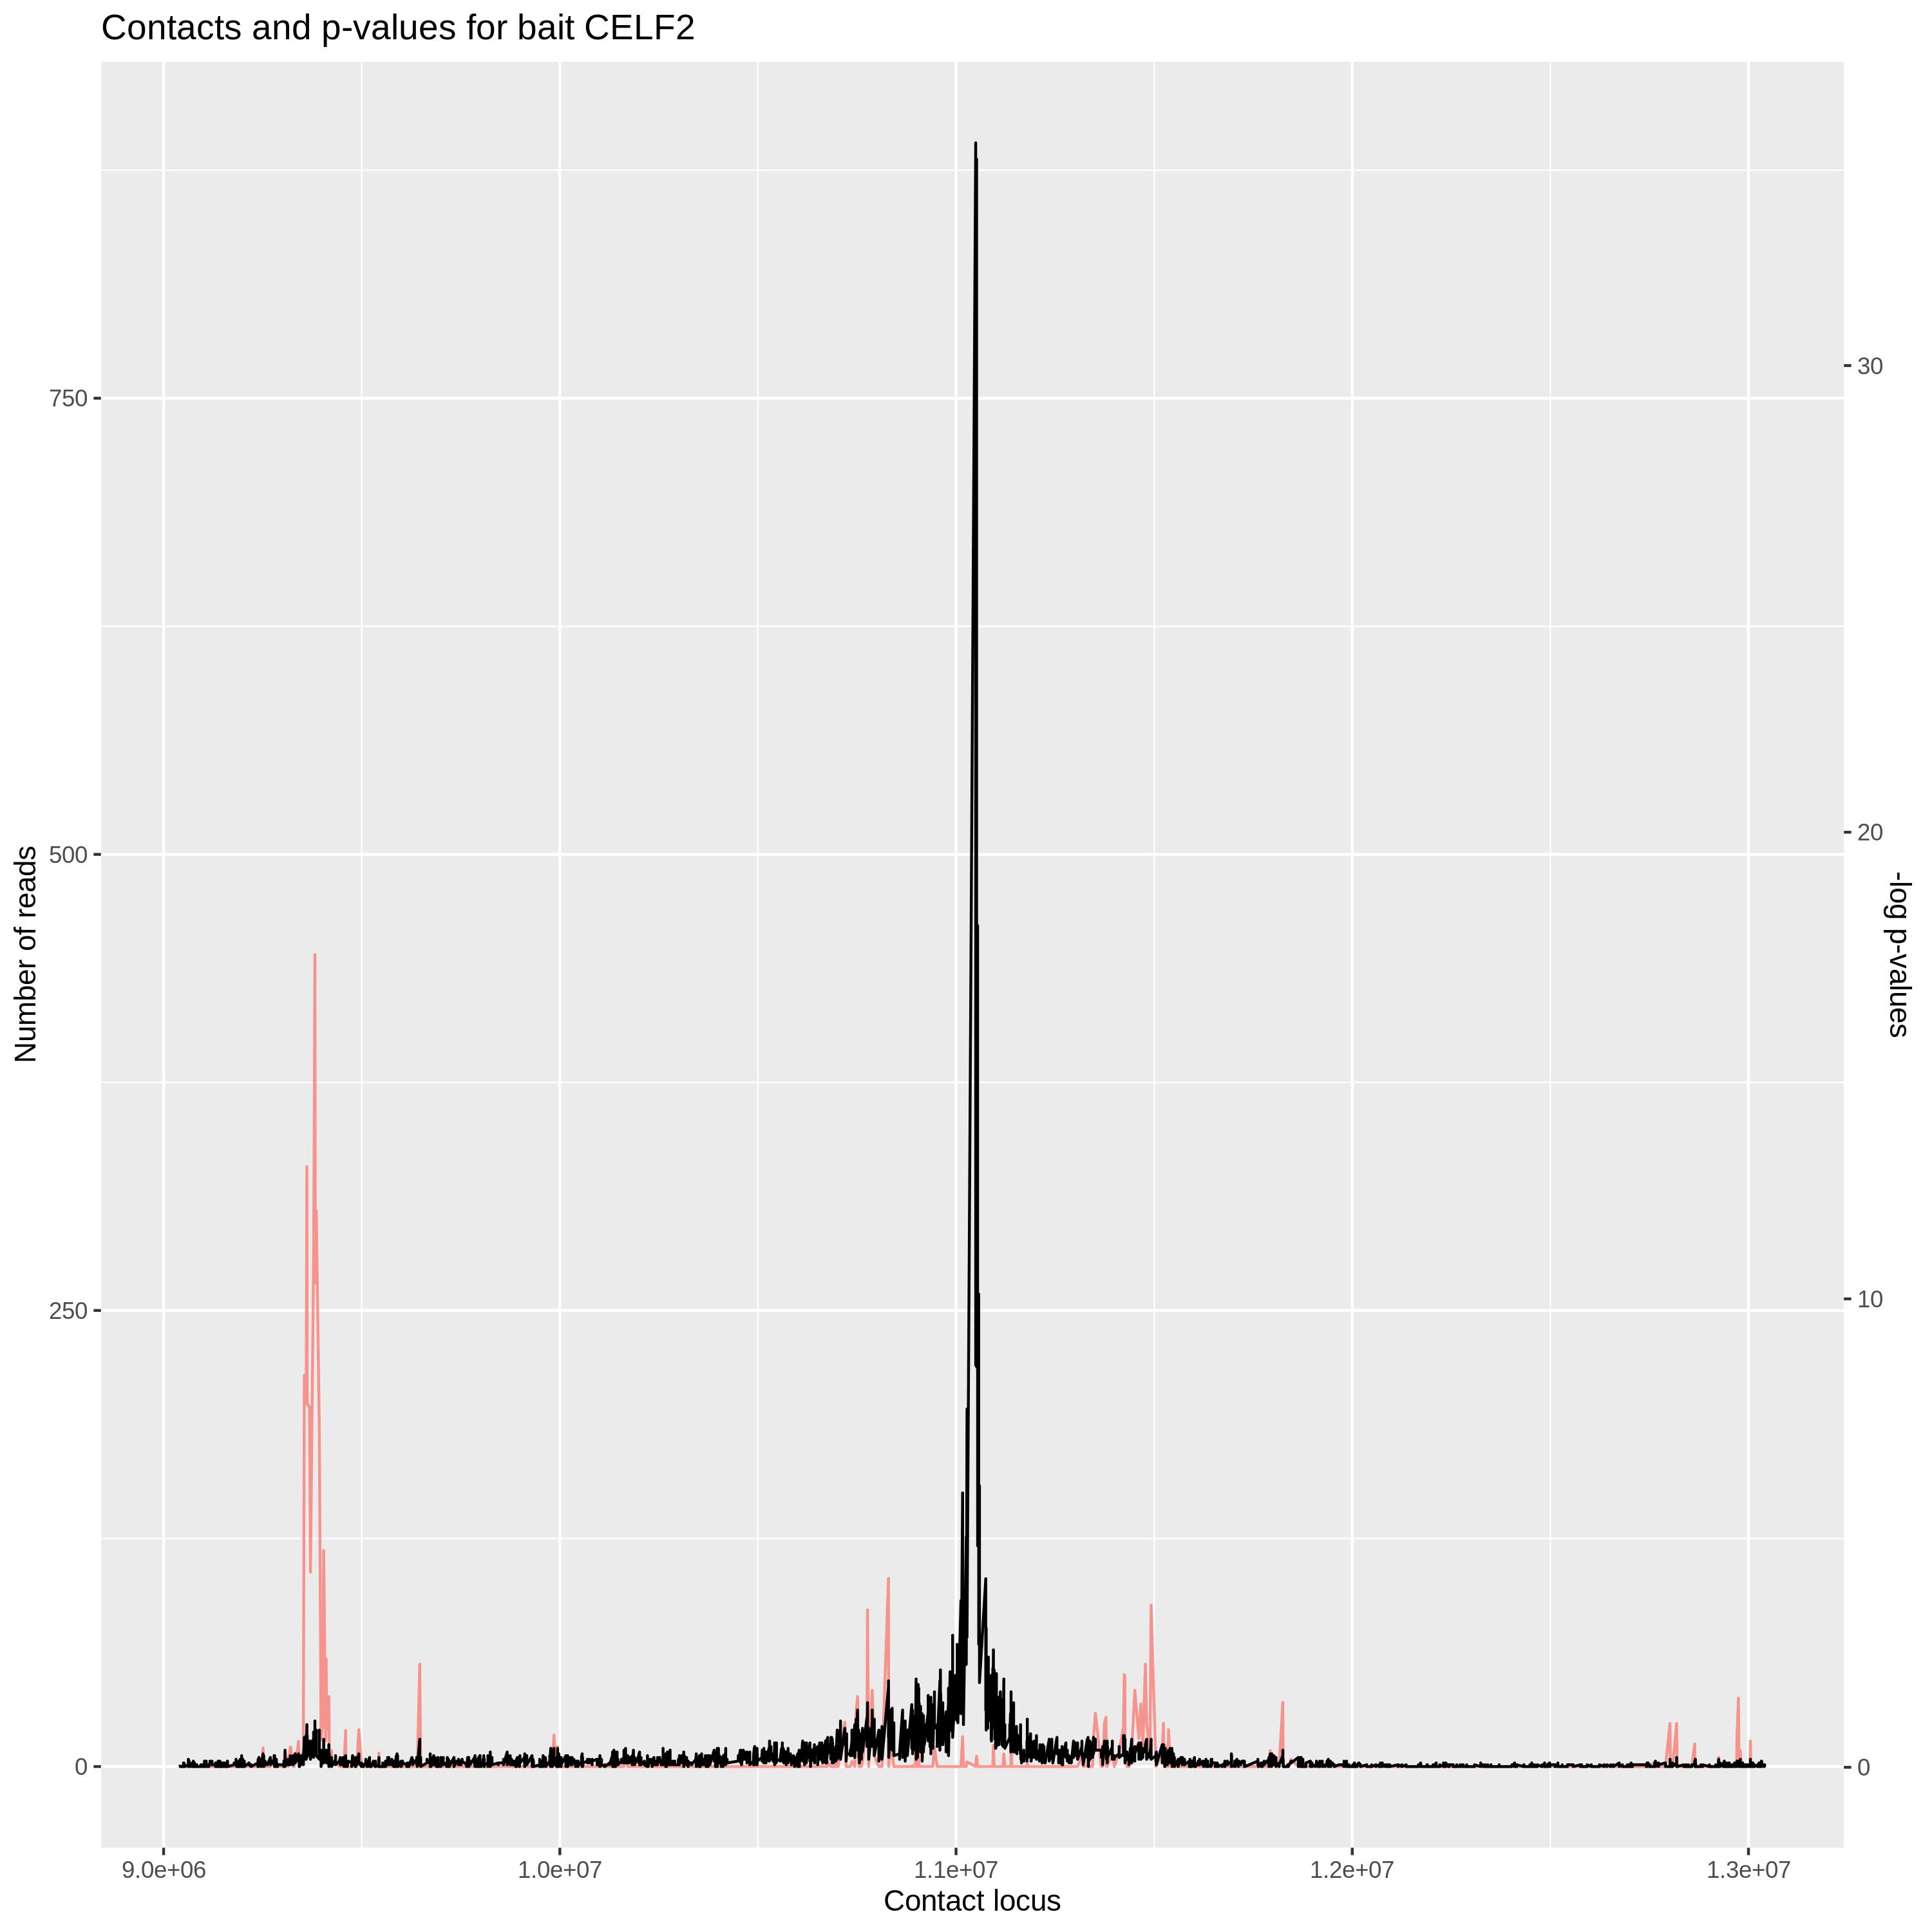 Contacts and p-values for bait CELF2
Number of reads
750
500
250
0
30
20
10
0
-log p-values
9.0e+06
1.0e+07
1.1e+07
1.2e+07
1.3e+07
Contact locus